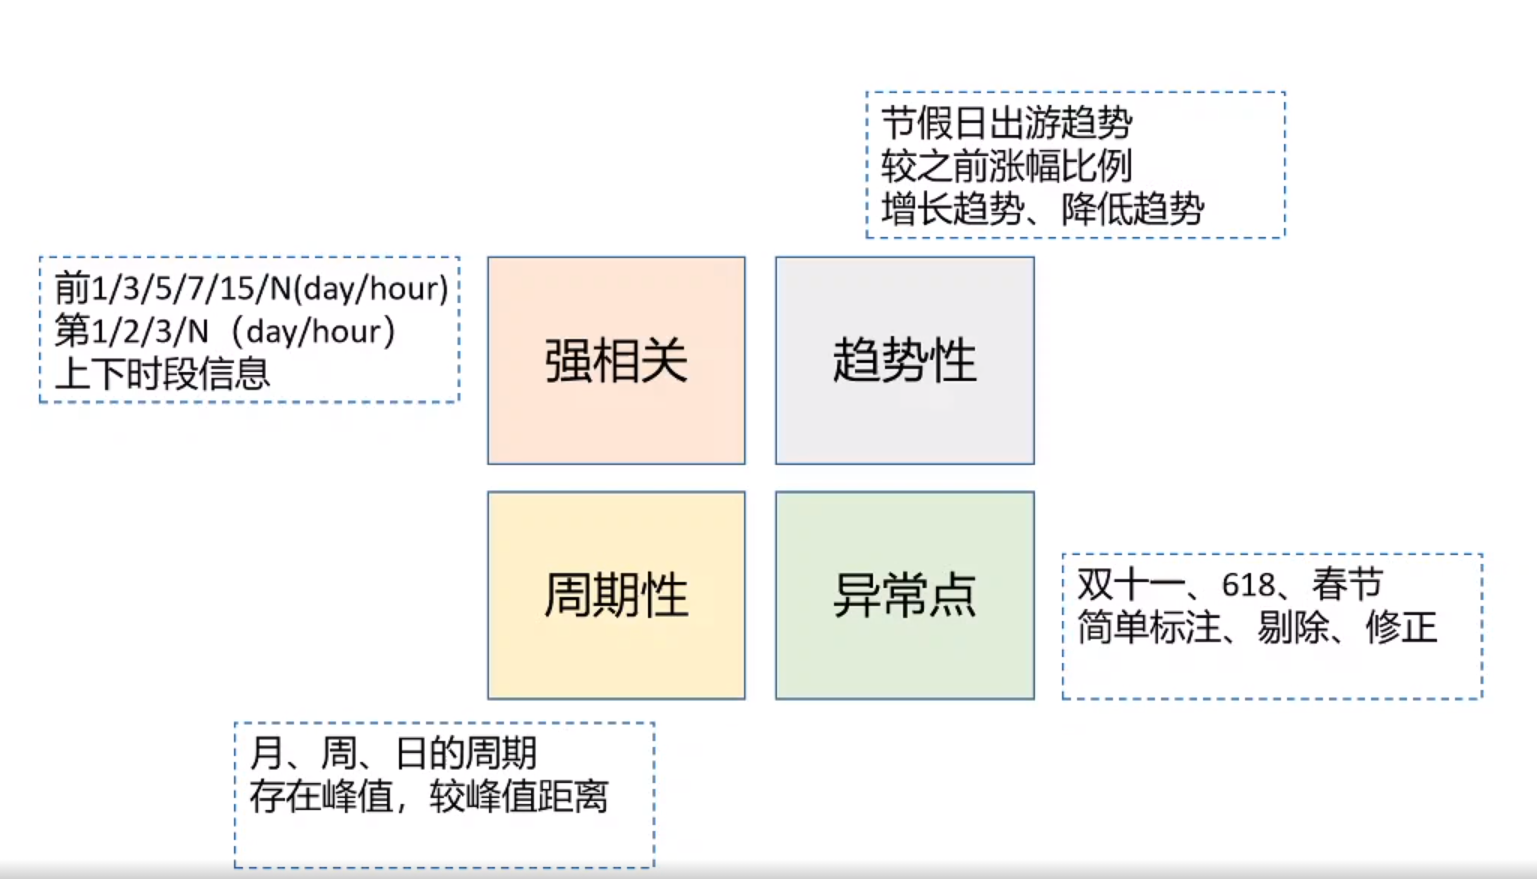 节假日出游趋势
较之前涨幅比例
增长趋势、降低趋势
前1/3/5/7/15/N(day/hour)
第1/2/3/N（day/hour）
上下时段信息
强相关
趋势性
周期性
异常点
双十一、618、春节
简单标注、剔除、修正
月、周、日的周期
存在峰值，较峰值距离